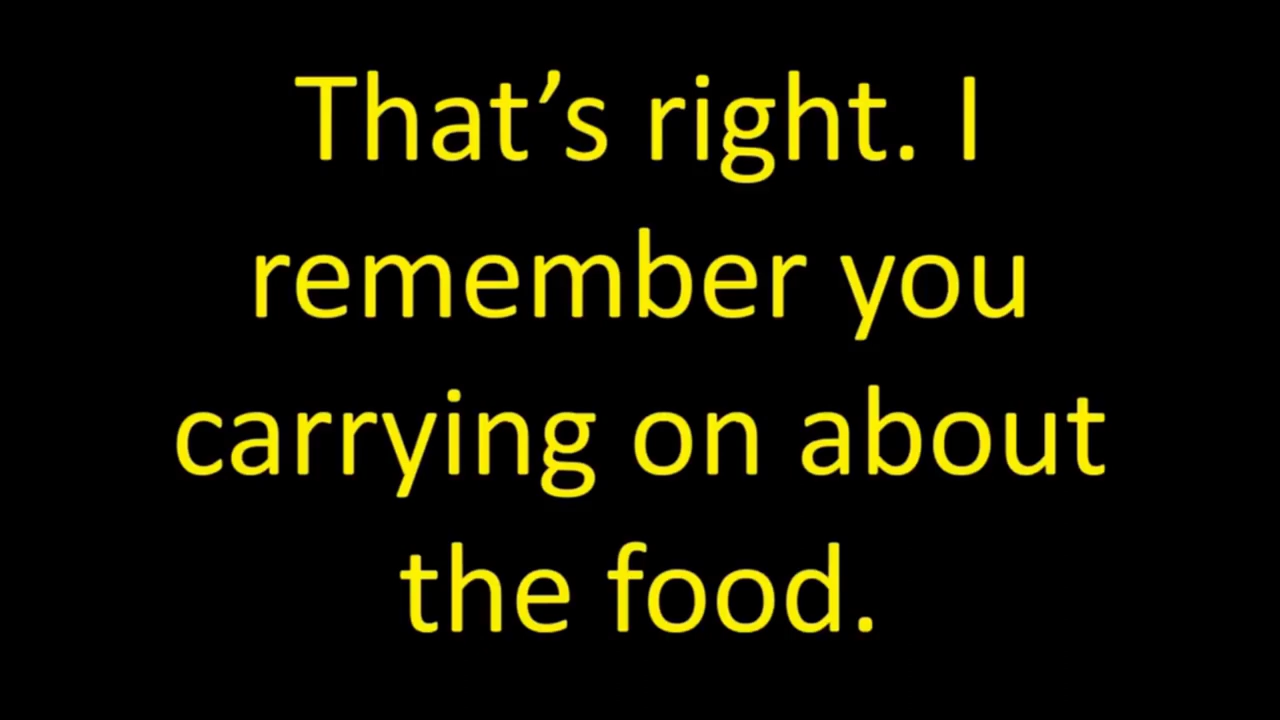 That’s right. I
remember you
carrying on about
the food.